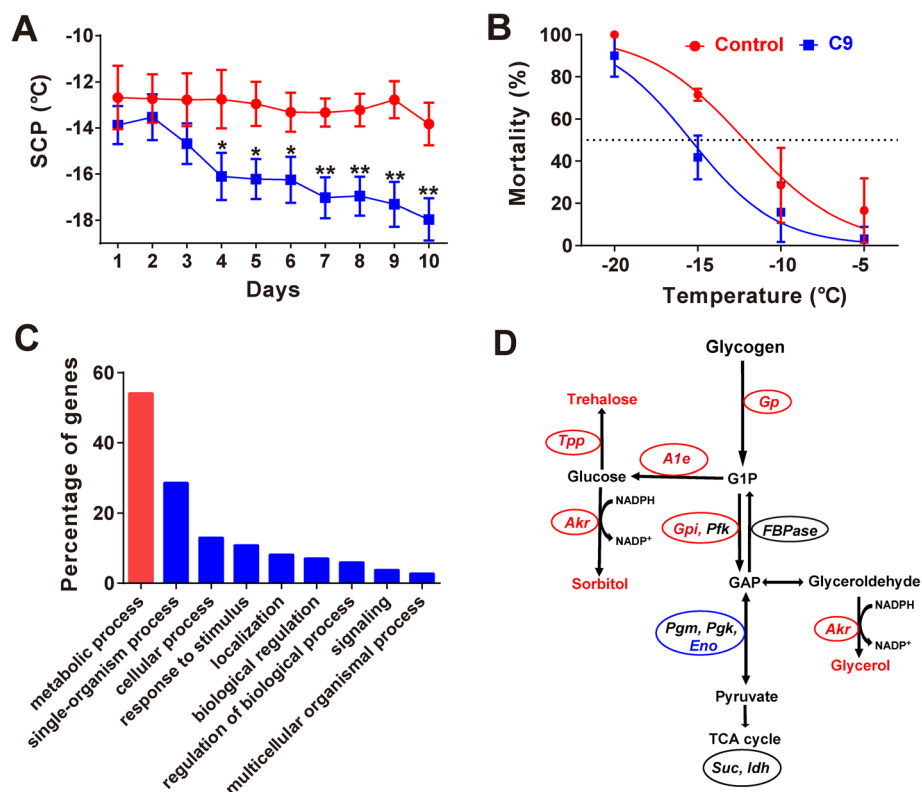 A
SCP (°C)
-12
-14
-16
-18
* * * ** ** ** **
1 2 3 4 5 6 7 8 9 10
Days
B
Mortality (%)
100
80
60
40
20
0
Control C9
-20 -15 -10 -5
Temperature (°C)
C
Percentage of genes
60
40
20
0
metabolic process
single-organism process
cellular process
response to stimulus
localization
biological regulation
regulation of biological process
signaling
multicellular organismal process
D
Glycogen
Trehalose
Gp
Tpp
A1e
Glucose
G1P
NADPH
Akr
NADP+
Gpi, Pfk
FBPase
Sorbitol
GAP
Glyceroldehyde
NADPH
Akr
NADP+
Glycerol
Pgm, Pgk,
Eno
Pyruvate
TCA cycle
Suc, Idh